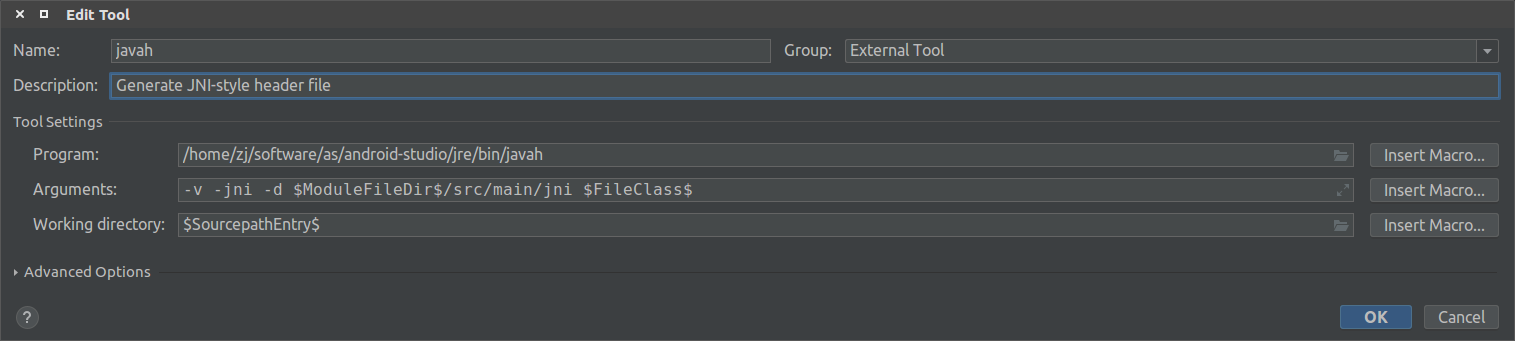 Edit Tool
Name: javah Group: External Tool
Description: Generate JNI-style header file
Tool Settings
Program: /home/zj/software/as/android-studio/jre/bin/javah Insert Macro...
Arguments: -v -jni -d $ModuleFileDir$/src/main/jni $FileClass$ Insert Macro...
Working directory: $SourcepathEntry$ Insert Macro...
Advanced Options
? OK Cancel